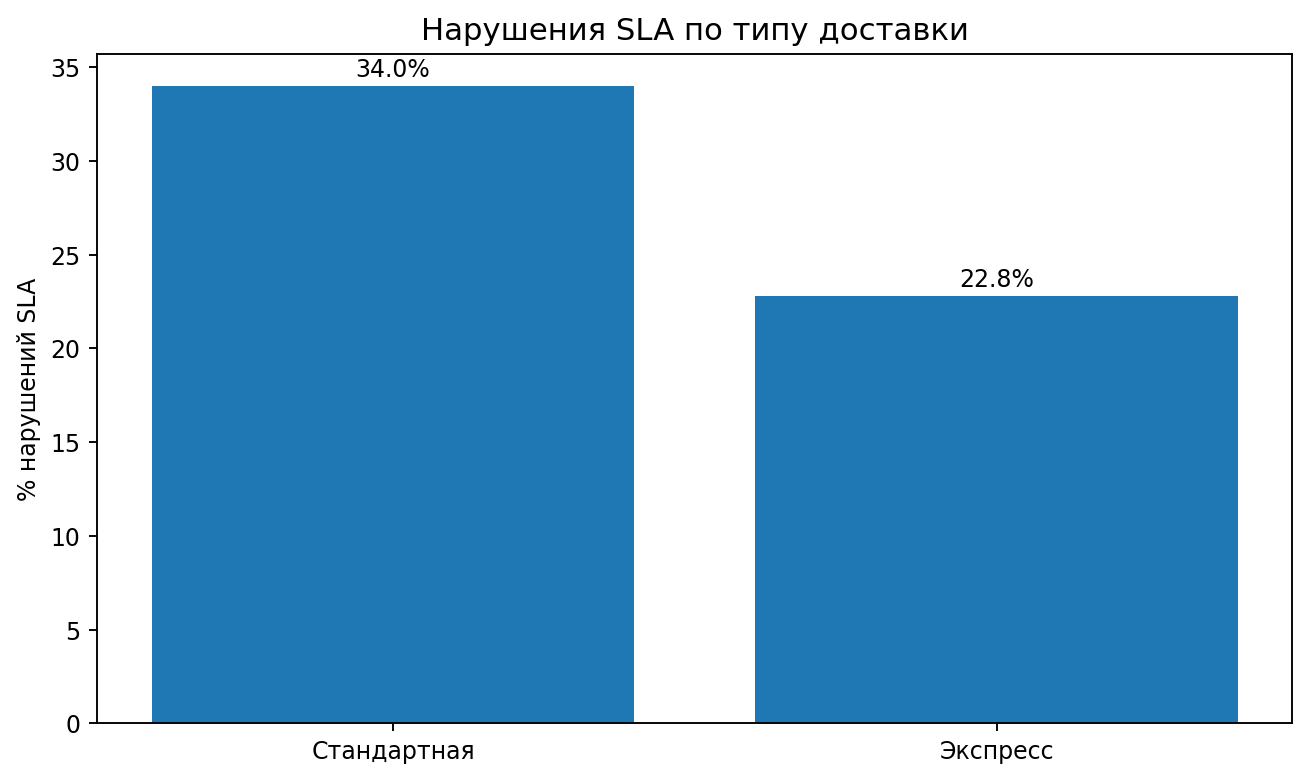 Нарушения SLA по типу доставки
% нарушений SLA
35
30
25
20
15
10
5
0
34.0%
22.8%
Стандартная
Экспресс